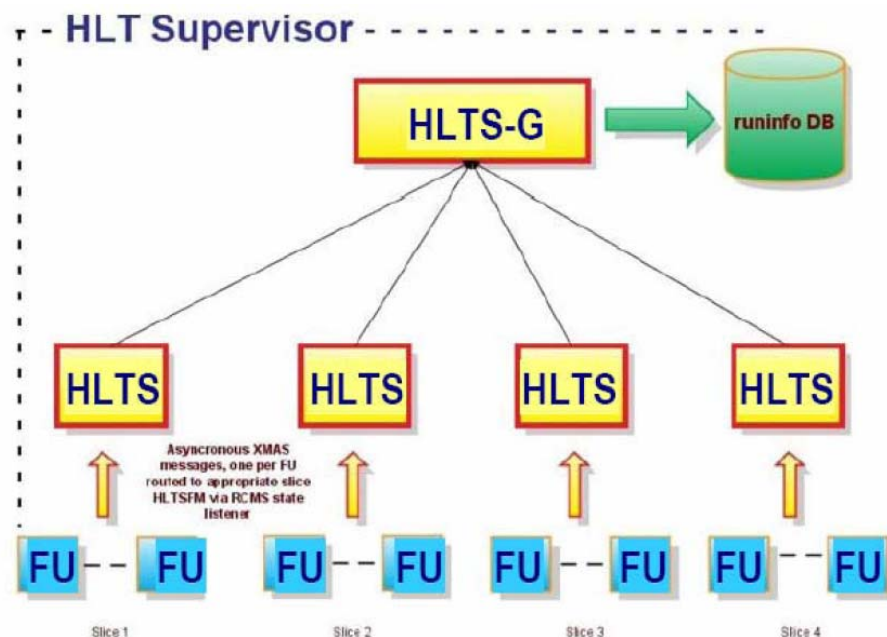 HLT Supervisor
HLTS-G
runinfo DB
HLTS
HLTS
HLTS
HLTS
Asyncronous XMAS
messages, one per FU
routed to appropriate slice
HLTSFM via RCMS state
listener
FU
FU
FU
FU
FU
FU
FU
FU
Slice 1
Slice 2
Slice 3
Slice 4